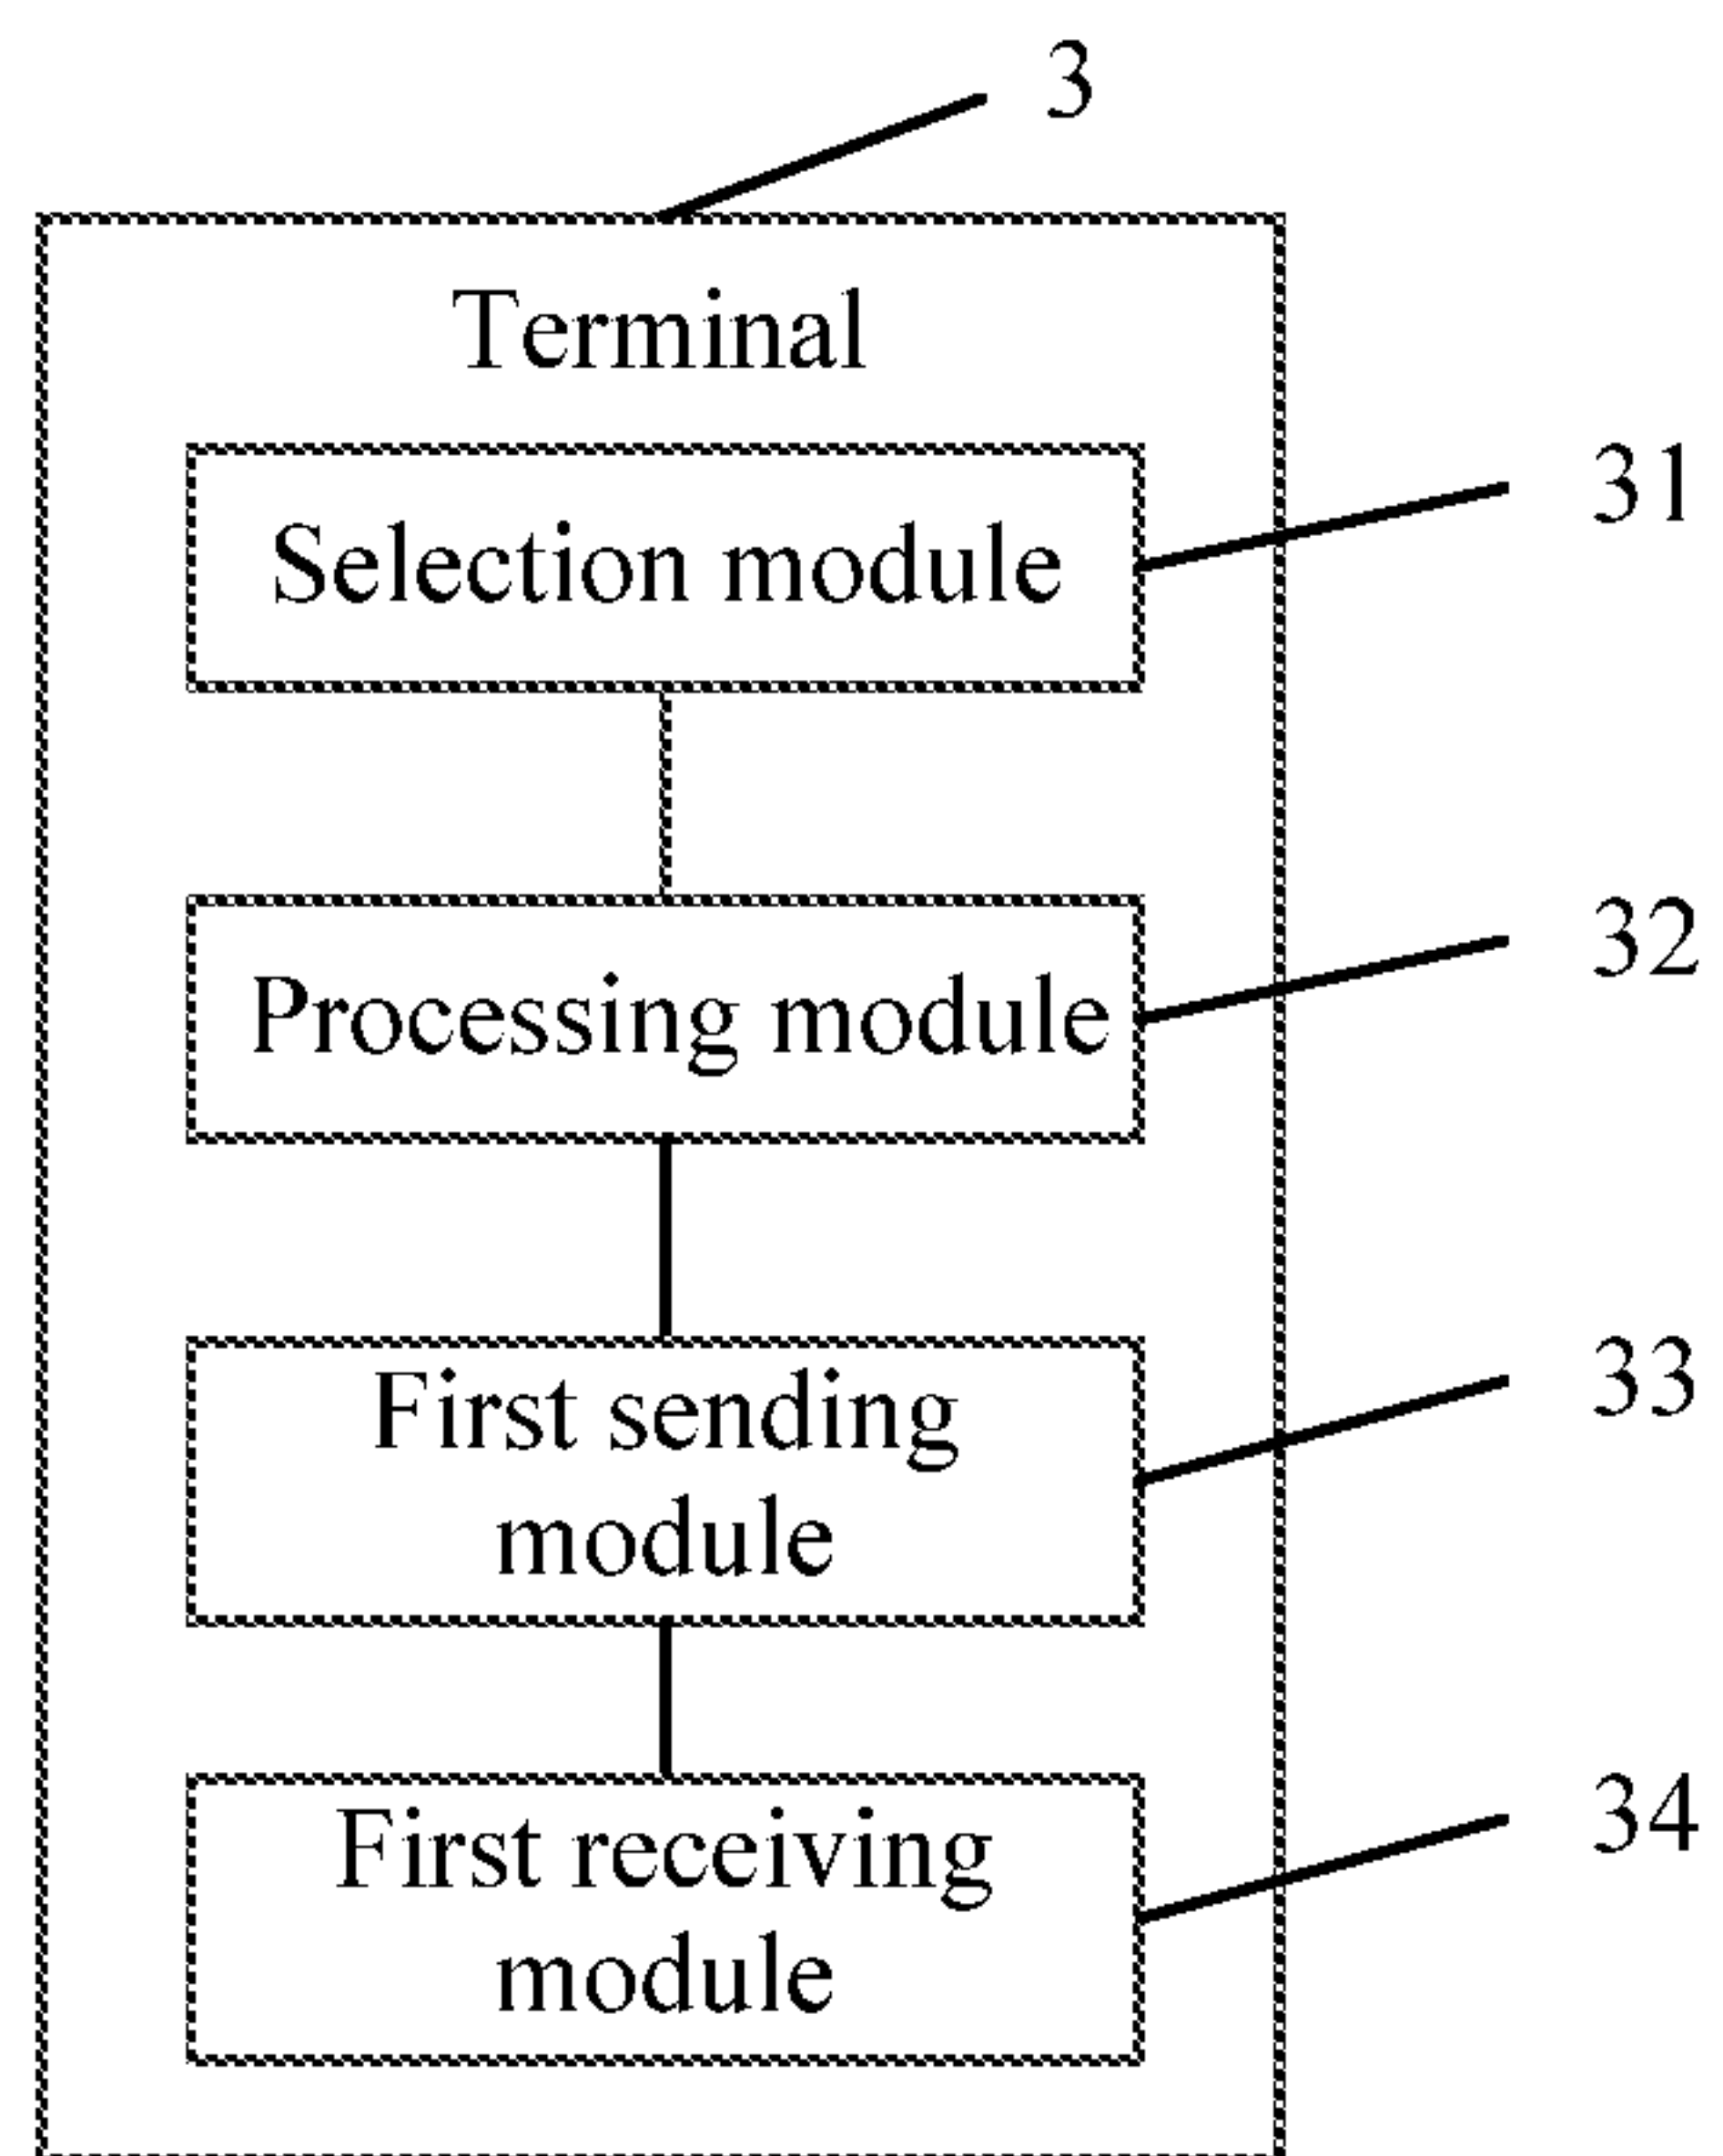 3
Terminal
31
Selection module
32
Processing module
33
First sending
module
34
First receiving
module